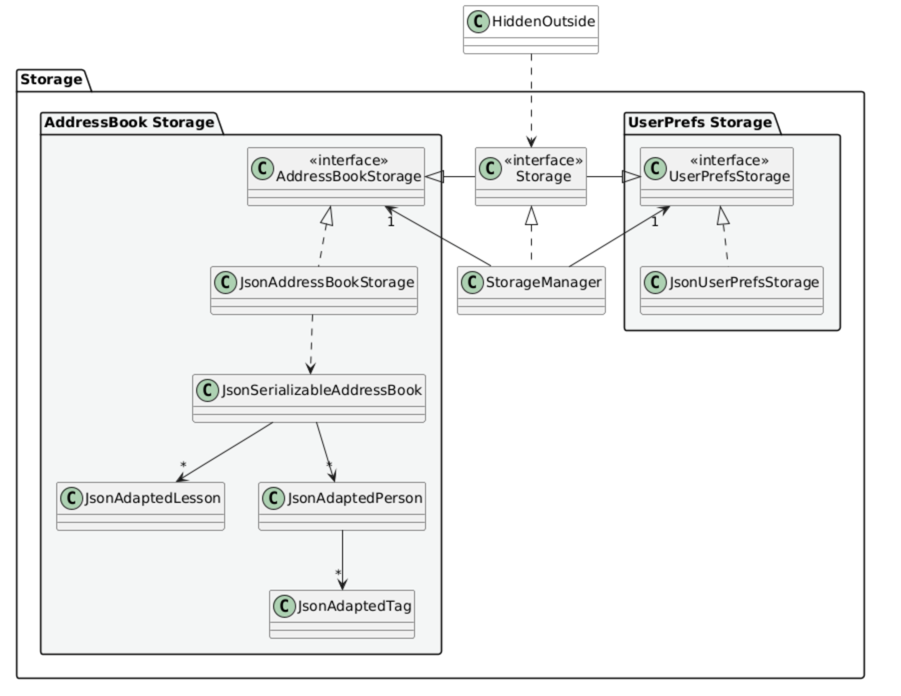 C HiddenOutside
Storage
AddressBook Storage
UserPrefs Storage
C «interface»
AddressBookStorage
C «interface»
Storage
C «interface»
UserPrefsStorage
1
1
C JsonAddressBookStorage
C StorageManager
C JsonUserPrefsStorage
C JsonSerializableAddressBook
*
*
C JsonAdaptedLesson
C JsonAdaptedPerson
*
C JsonAdaptedTag